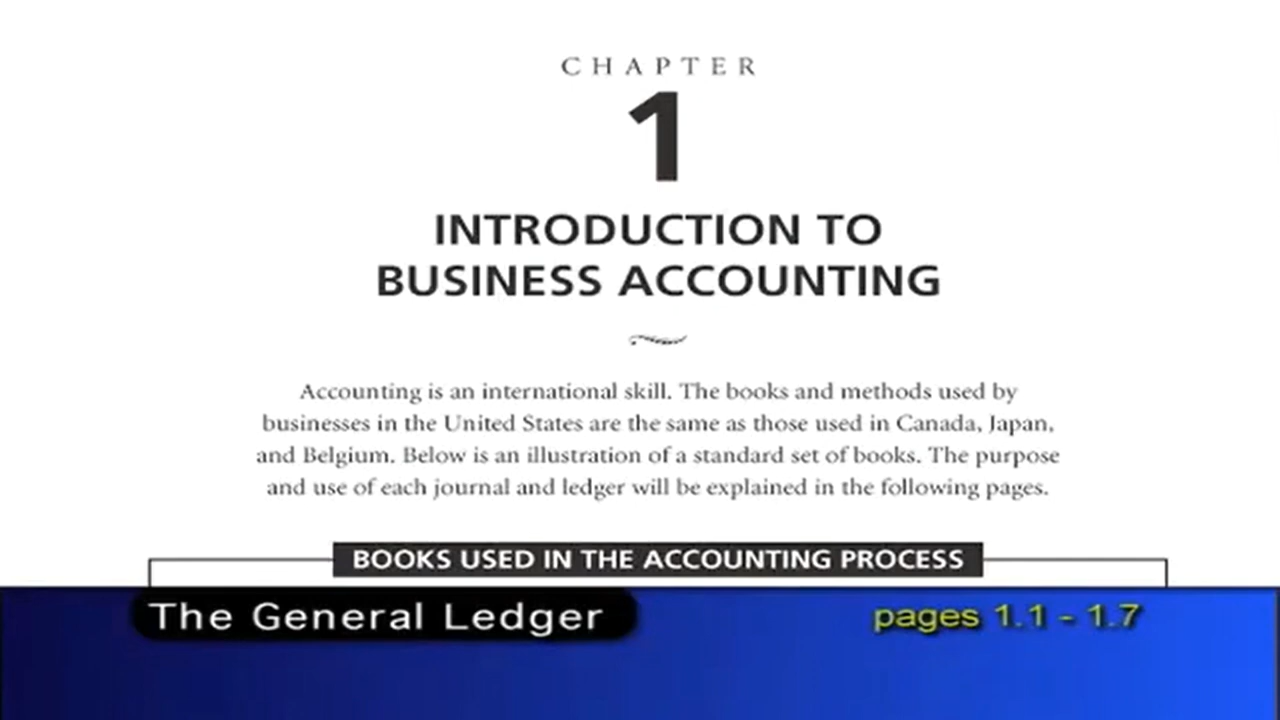 CHAPTER
1
INTRODUCTION TO
BUSINESS ACCOUNTING
Accounting is an international skill. The books and methods used by
businesses in the United States are the same as those used in Canada, Japan,
and Belgium. Below is an illustration of a standard set of books. The purpose
and use of each journal and ledger will be explained in the following pages.
BOOKS USED IN THE ACCOUNTING PROCESS
The General Ledger
pages 1.1 - 1.7